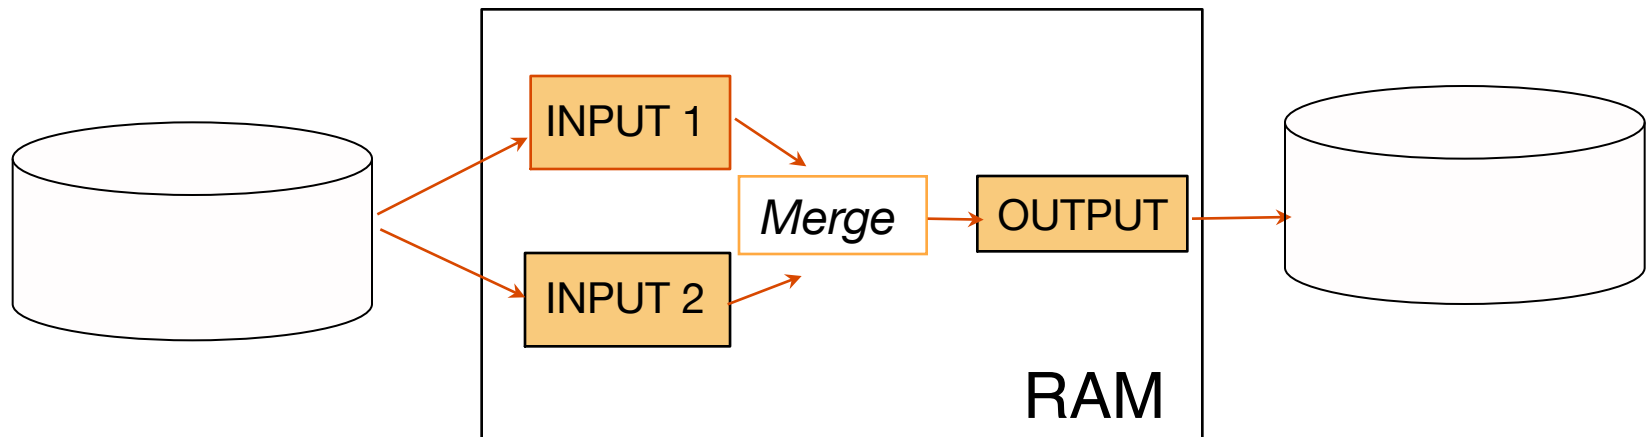 INPUT 1
Merge
OUTPUT
INPUT 2
RAM